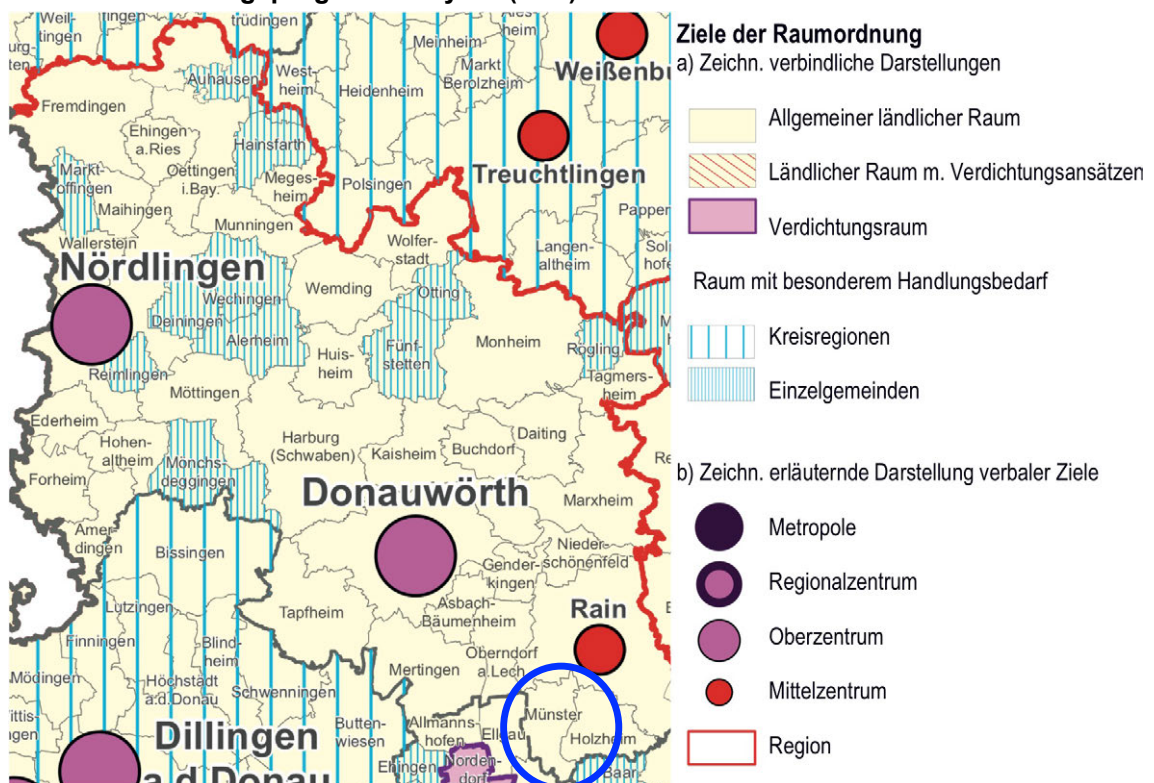 Ziele der Raumordnung
a) Zeichn. verbindliche Darstellungen
Allgemeiner ländlicher Raum
Ländlicher Raum m. Verdichtungsansätzen
Verdichtungsraum
Raum mit besonderem Handlungsbedarf
Kreisregionen
Einzelgemeinden
b) Zeichn. erläuternde Darstellung verbaler Ziele
Metropole
Regionalzentrum
Oberzentrum
Mittelzentrum
Region
Weil-
tingen
trüdingen
Meinheim
Markt
Berolzheim
Weißenbu
Auhausen
West-
heim
Heidenheim
Fremdingen
Ehingen
a.Ries
Hainsfarth
Treuchtlingen
Markt-
offingen
Oettingen
i.Bay.
Meges-
heim
Polsingen
Maihingen
Munningen
Pappen
Wallerstein
Wolfer-
stadt
Langen-
altheim
Sol
hofe
Nördlingen
Wemding
Otting
Wechingen
Deiningen
Alerheim
Huis-
heim
Fünf-
stetten
Monheim
Rögling
Reimlingen
Möttingen
Tagmers-
heim
Ederheim
Hohen-
altheim
Harburg
(Schwaben)
Kaisheim
Buchdorf
Daiting
Forheim
Mönchs-
deggingen
Donauwörth
Marxheim
Amer-
dingen
Bissingen
Nieder-
schönenfeld
Gender-
kingen
Lutzingen
Tapfheim
Asbach-
Bäumenheim
Rain
Finningen
Blind-
heim
Oberndorf
a.Lech
Mertingen
Mödingen
Höchstädt
a.d.Donau
Schwenningen
Münster
Butten-
wiesen
Allmanns-
hofen
Ellgau
Holzheim
Dillingen
a.d.Donau
Ehingen
Norden-
dorf
Baar